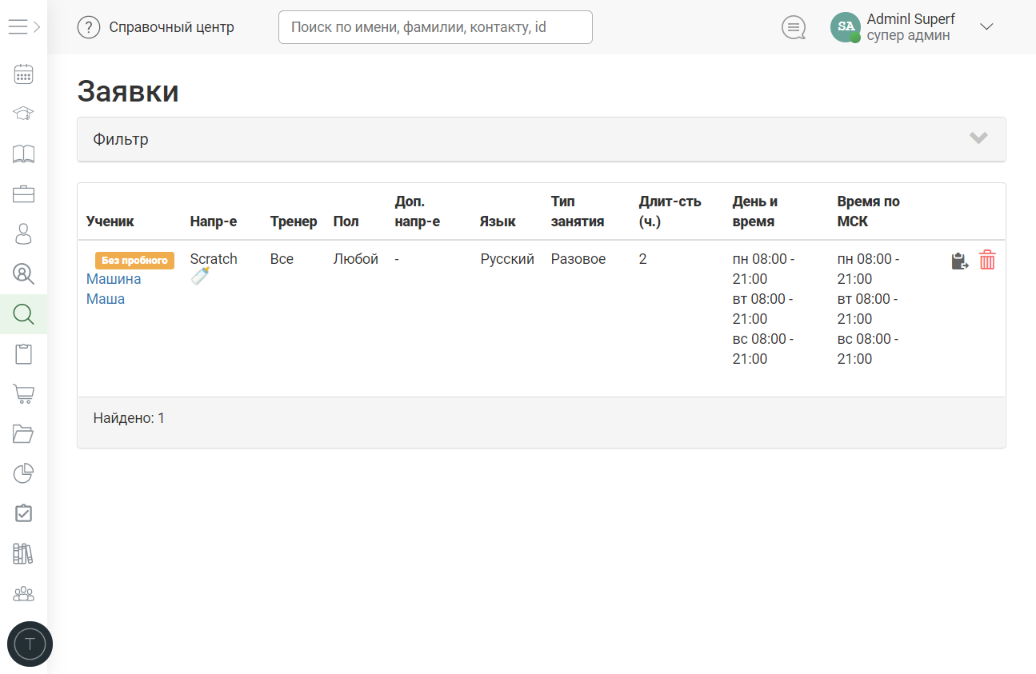 Справочный центр
Поиск по имени, фамилии, контакту, id
SA
AdminI Superf
супер админ
Заявки
Фильтр
Ученик Напр-е Тренер Пол Доп. напр-е Язык Тип занятия Длит-сть (ч.) День и время Время по МСК
Без пробного
Машина
Маша
Scratch
Все
Любой
-
Русский
Разовое
2
пн 08:00 -
21:00
вт 08:00 -
21:00
вс 08:00 -
21:00
пн 08:00 -
21:00
вт 08:00 -
21:00
вс 08:00 -
21:00
Найдено: 1
T